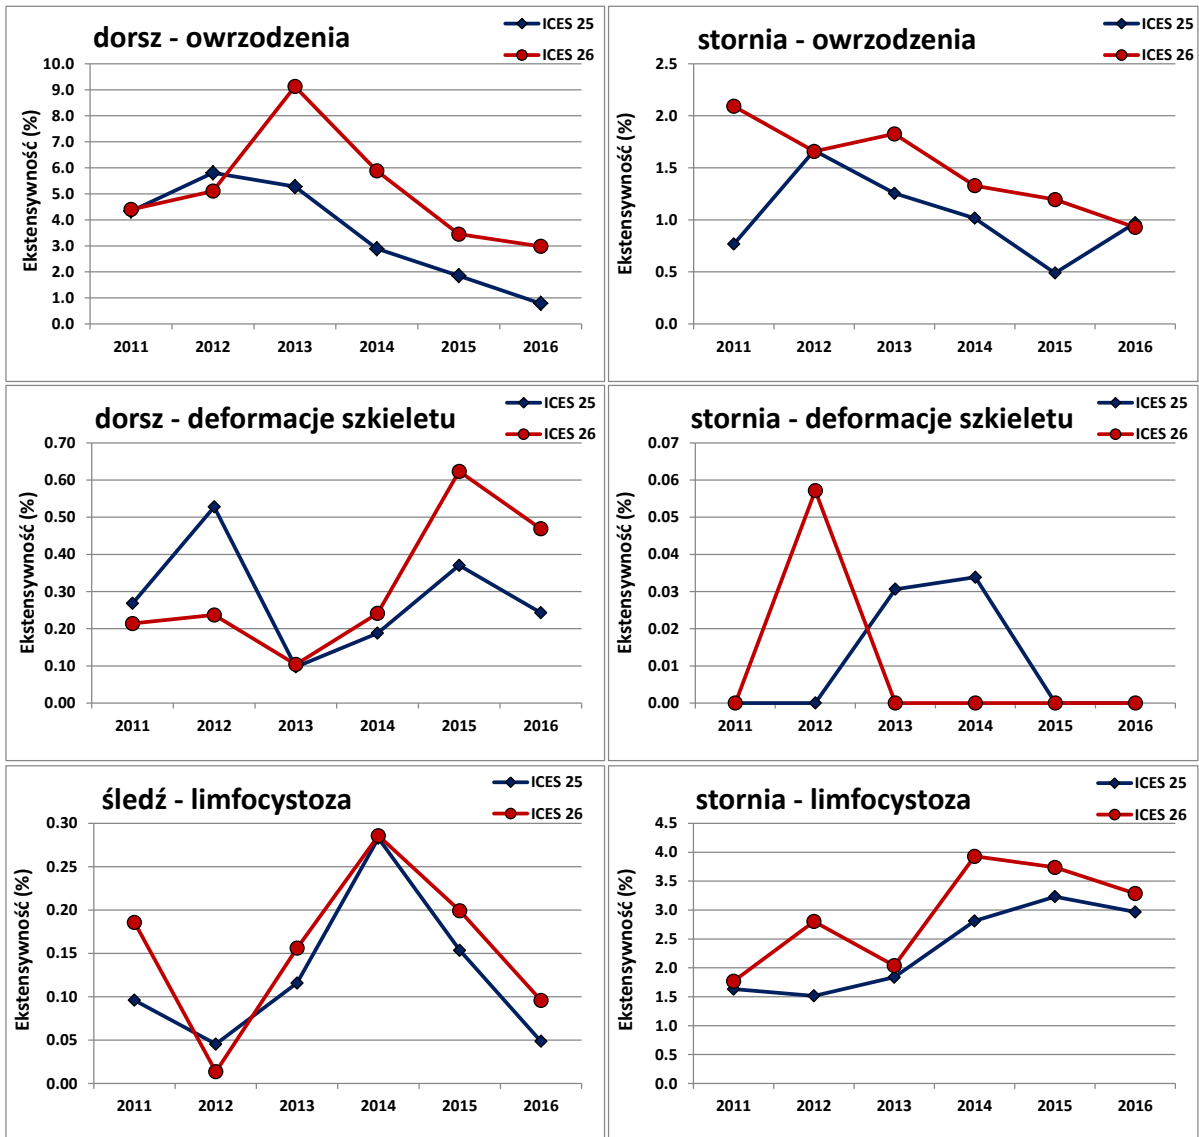 dorsz - owrzodzenia
ICES 25
ICES 26
Ekstensywność (%)
10.0
9.0
8.0
7.0
6.0
5.0
4.0
3.0
2.0
1.0
0.0
2011 2012 2013 2014 2015 2016
stornia - owrzodzenia
ICES 25
ICES 26
Ekstensywność (%)
2.5
2.0
1.5
1.0
0.5
0.0
2011 2012 2013 2014 2015 2016
dorsz - deformacje szkieletu
ICES 25
ICES 26
Ekstensywność (%)
0.70
0.60
0.50
0.40
0.30
0.20
0.10
0.00
2011 2012 2013 2014 2015 2016
stornia - deformacje szkieletu
ICES 25
ICES 26
Ekstensywność (%)
0.07
0.06
0.05
0.04
0.03
0.02
0.01
0.00
2011 2012 2013 2014 2015 2016
śledź - limfocystoza
ICES 25
ICES 26
Ekstensywność (%)
0.30
0.25
0.20
0.15
0.10
0.05
0.00
2011 2012 2013 2014 2015 2016
stornia - limfocystoza
ICES 25
ICES 26
Ekstensywność (%)
4.5
4.0
3.5
3.0
2.5
2.0
1.5
1.0
0.5
0.0
2011 2012 2013 2014 2015 2016